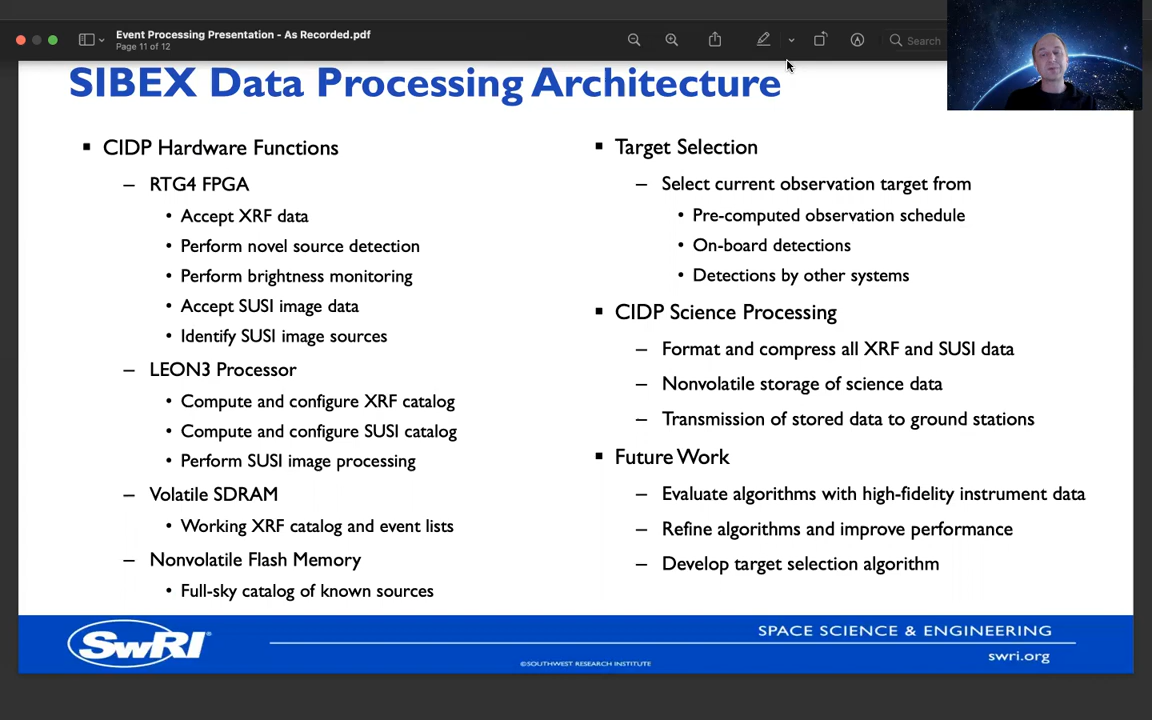 Event Processing Presentation - As Recorded.pdf
Page 11 of 12
Search
SIBEX Data Processing Architecture
▪ CIDP Hardware Functions
– RTG4 FPGA
• Accept XRF data
• Perform novel source detection
• Perform brightness monitoring
• Accept SUSI image data
• Identify SUSI image sources
– LEON3 Processor
• Compute and configure XRF catalog
• Compute and configure SUSI catalog
• Perform SUSI image processing
– Volatile SDRAM
• Working XRF catalog and event lists
– Nonvolatile Flash Memory
• Full-sky catalog of known sources
▪ Target Selection
– Select current observation target from
• Pre-computed observation schedule
• On-board detections
• Detections by other systems
▪ CIDP Science Processing
– Format and compress all XRF and SUSI data
– Nonvolatile storage of science data
– Transmission of stored data to ground stations
▪ Future Work
– Evaluate algorithms with high-fidelity instrument data
– Refine algorithms and improve performance
– Develop target selection algorithm
SwRI®
SPACE SCIENCE & ENGINEERING
©SOUTHWEST RESEARCH INSTITUTE
swri.org